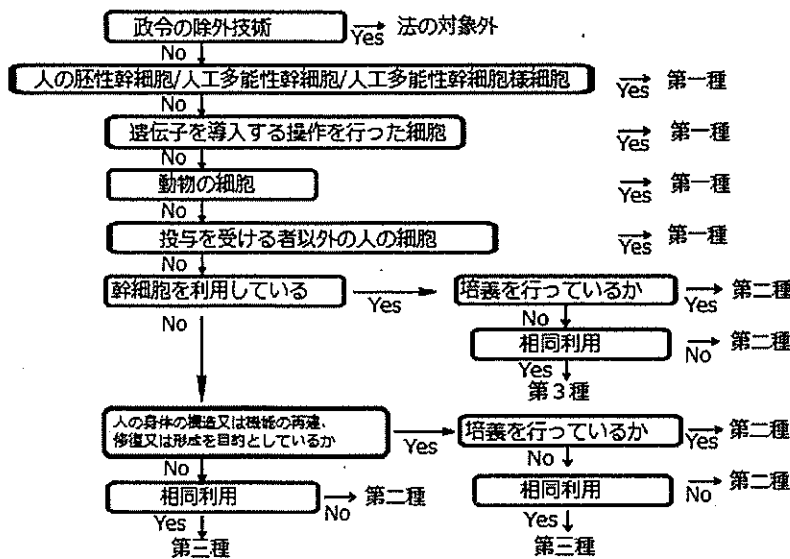 政令の除外技術
Yes
法の対象外
No
人の胚性幹細胞/人工多能性幹細胞/人工多能性幹細胞様細胞
Yes
第一種
No
遺伝子を導入する操作を行った細胞
Yes
第一種
No
動物の細胞
Yes
第一種
No
投与を受ける者以外の人の細胞
Yes
第一種
No
幹細胞を利用している
Yes
培養を行っているか
Yes
第二種
No
No
相同利用
No
第二種
Yes
第3種
人の身体の構造又は機能の再建、
修復又は形成を目的としているか
Yes
培養を行っているか
Yes
第二種
No
No
相同利用
No
第二種
Yes
第三種
相同利用
No
第二種
Yes
第三種